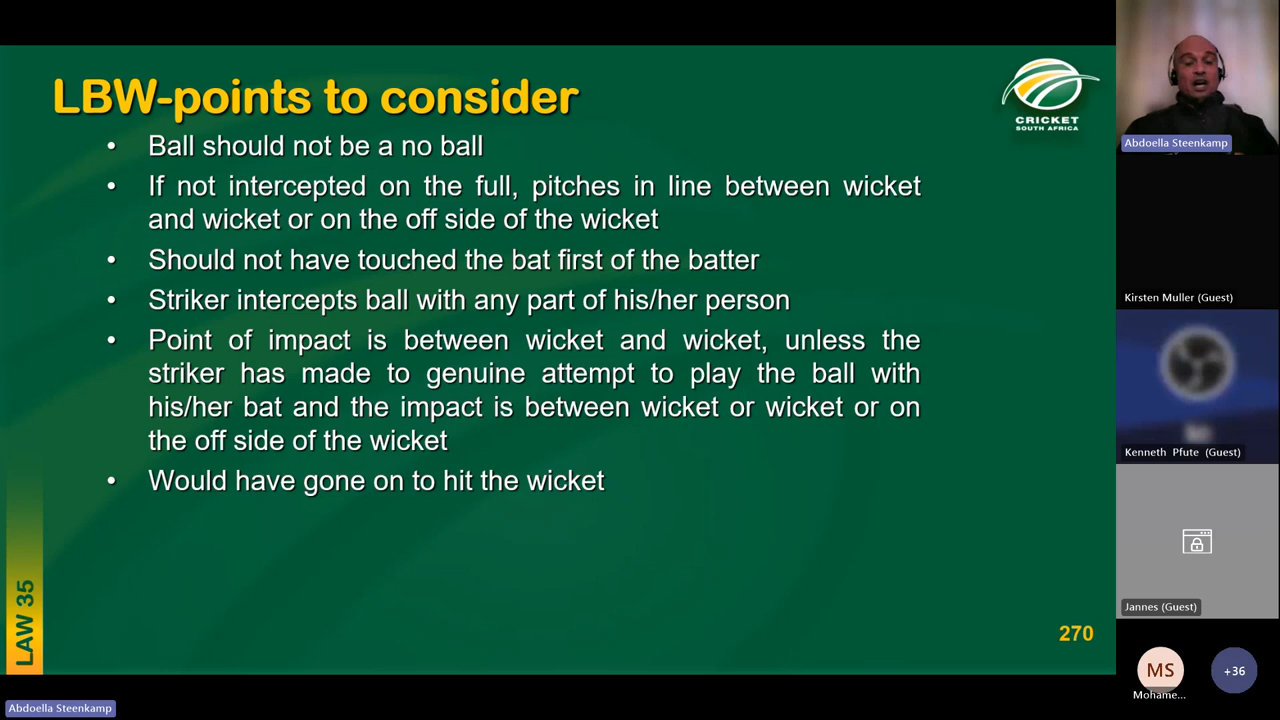 LBW-points to consider
CRICKET
SOUTH AFRICA
• Ball should not be a no ball
• If not intercepted on the full, pitches in line between wicket
and wicket or on the off side of the wicket
• Should not have touched the bat first of the batter
• Striker intercepts ball with any part of his/her person
• Point of impact is between wicket and wicket, unless the
striker has made to genuine attempt to play the ball with
his/her bat and the impact is between wicket or wicket or on
the off side of the wicket
• Would have gone on to hit the wicket
LAW 35
270
Abdoella Steenkamp
Abdoella Steenkamp
Kirsten Muller (Guest)
Kenneth Pfute (Guest)
Jannes (Guest)
MS
Mohame...
+36